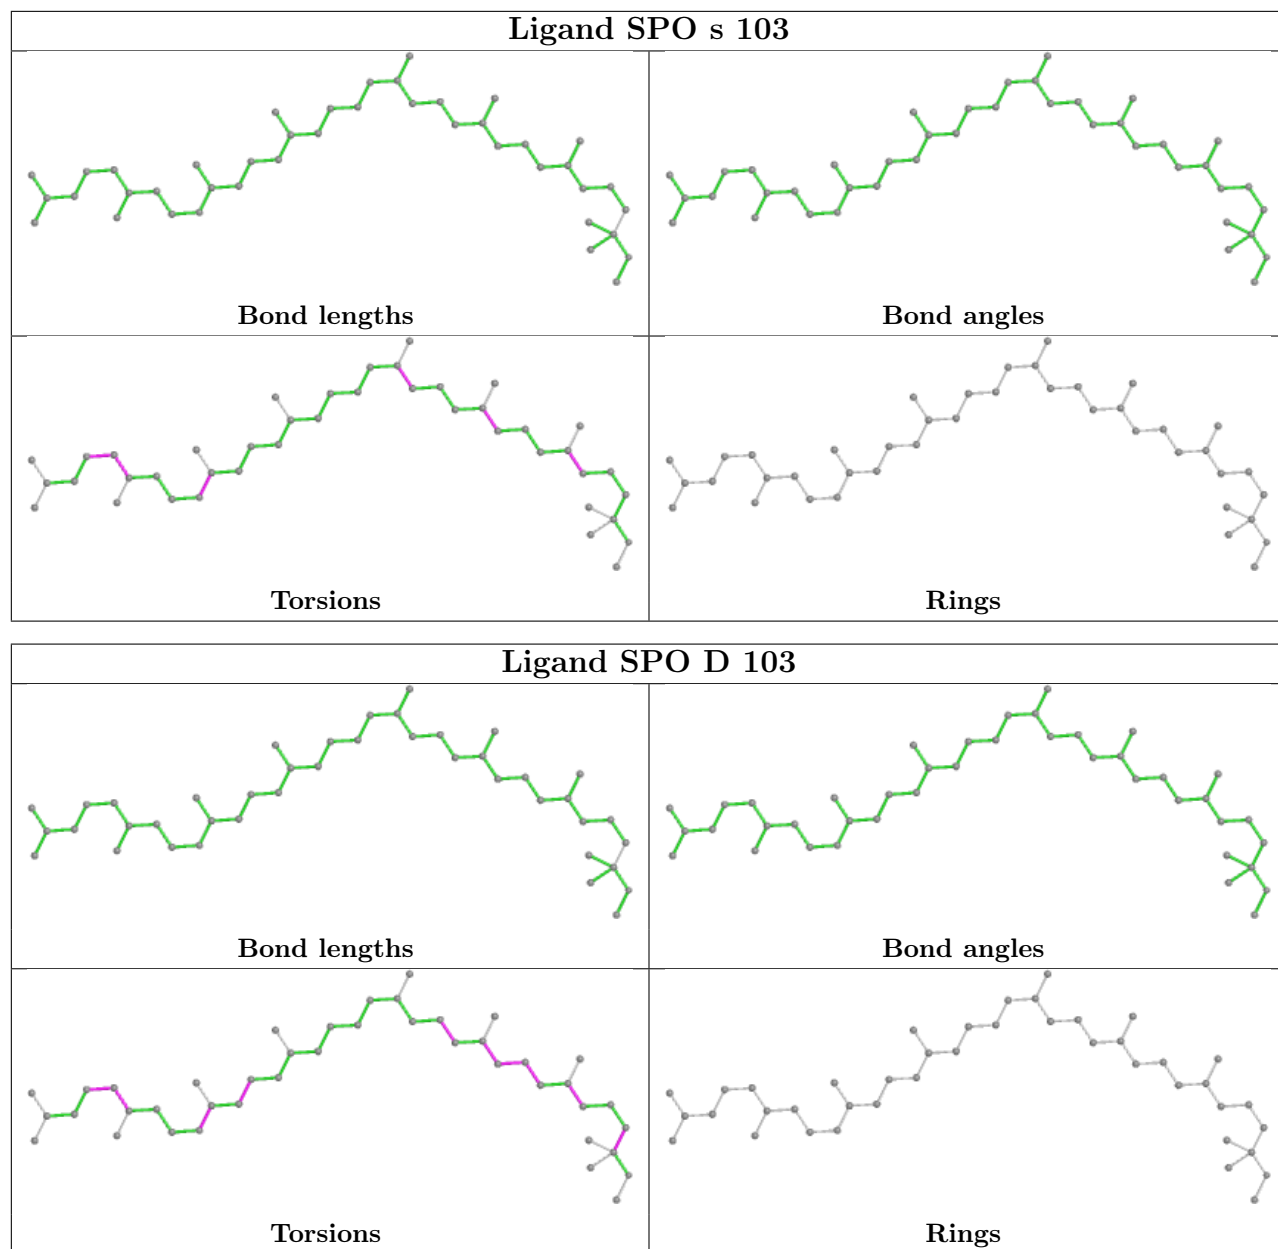 Ligand SPO s 103
Bond lengths
Bond angles
Torsions
Rings
Ligand SPO D 103
Bond lengths
Bond angles
Torsions
Rings